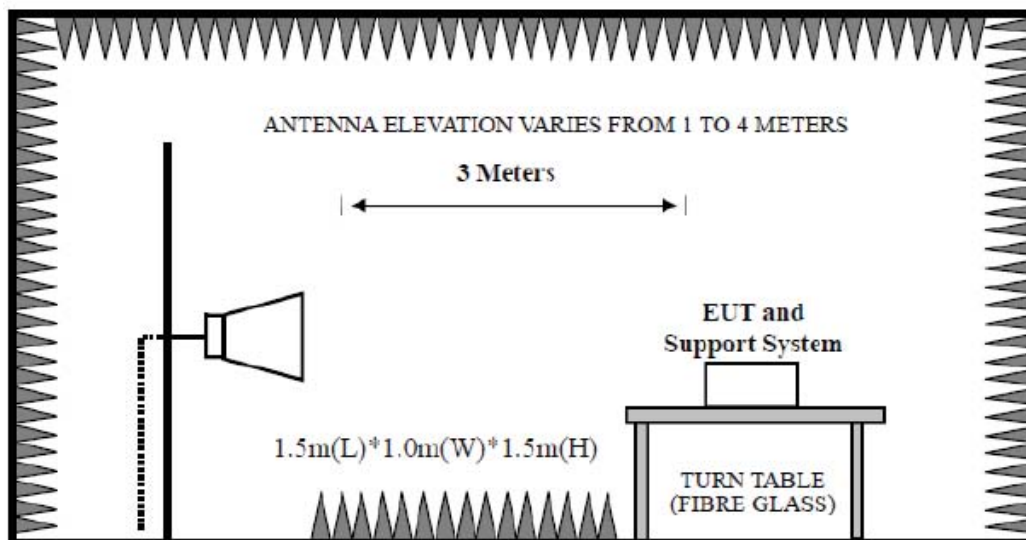 ANTENNA ELEVATION VARIES FROM 1 TO 4 METERS
3 Meters
EUT and
Support System
1.5m(L)*1.0m(W)*1.5m(H)
TURN TABLE
(FIBRE GLASS)